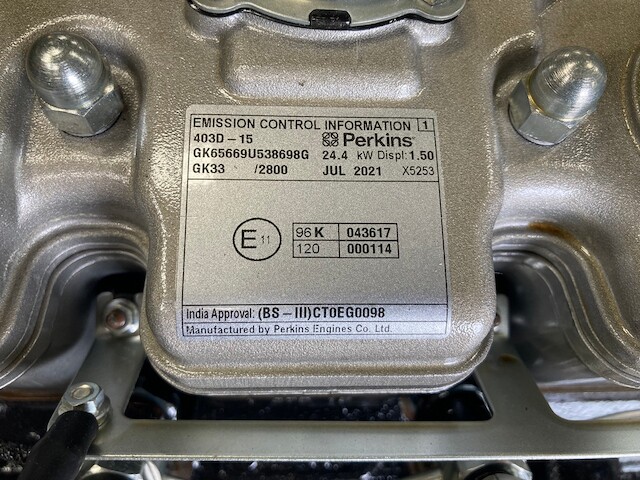 EMISSION CONTROL INFORMATION 1
403D-15 Perkins
GK65669U538698G 24.4 kW Displ: 1.50
GK33 /2800 JUL 2021 X5253
E 11
96 K 043617
120 000114
India Approval: (BS-III)CT0EG0098
Manufactured by Perkins Engines Co. Ltd.